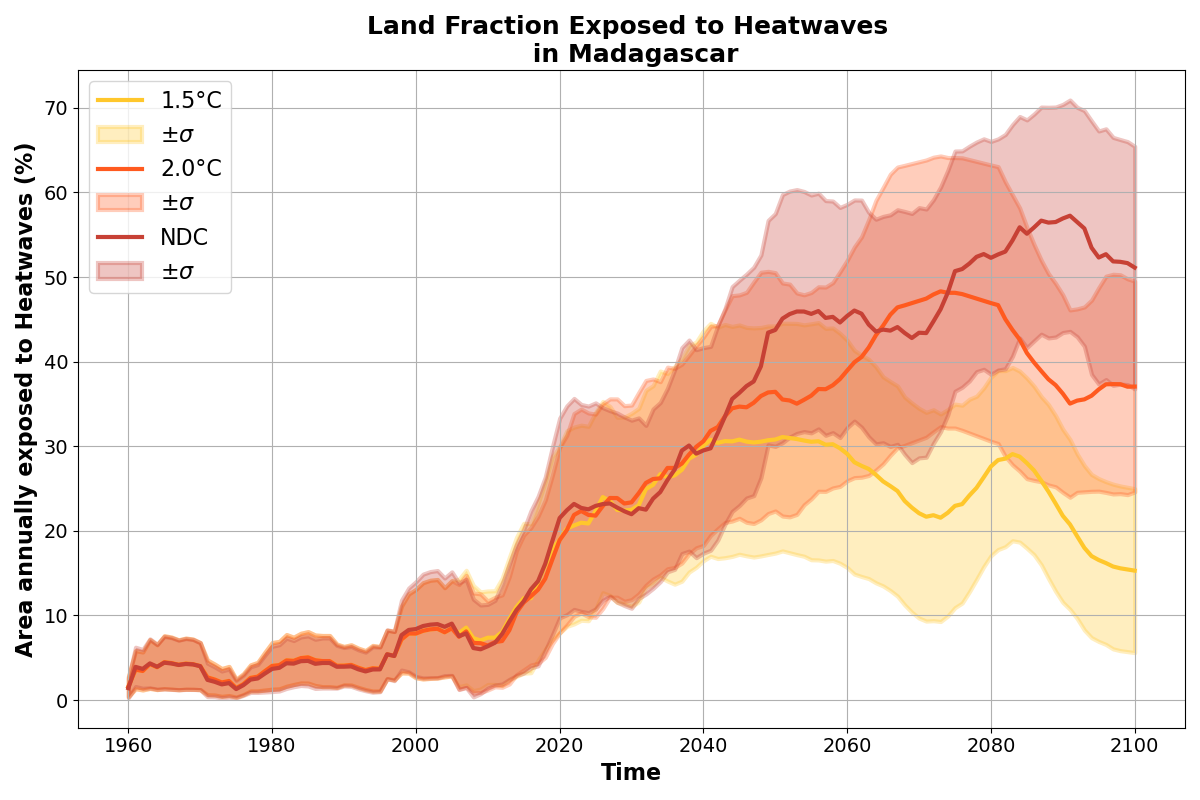 Land Fraction Exposed to Heatwaves
in Madagascar
Area annually exposed to Heatwaves (%)
70
60
50
40
30
20
10
0
1.5°C
±σ
2.0°C
±σ
NDC
±σ
1960 1980 2000 2020 2040 2060 2080 2100
Time